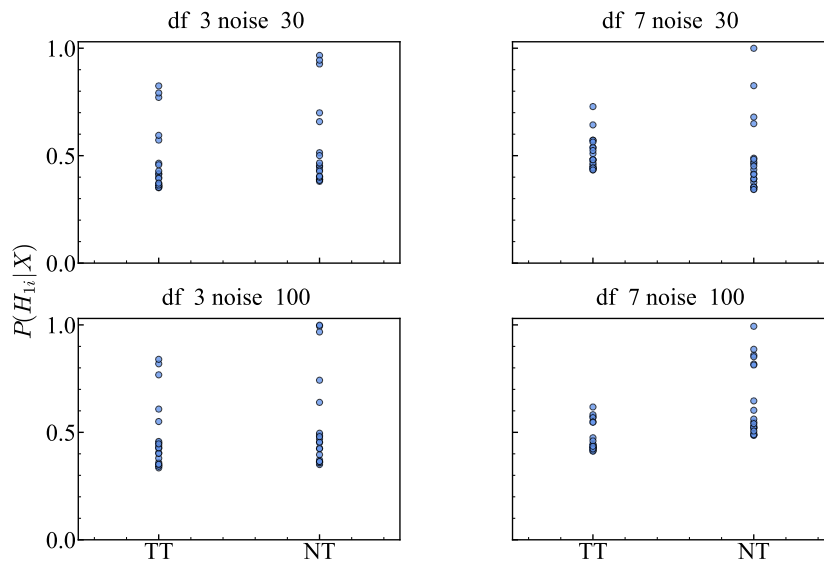 df 3 noise 30
df 7 noise 30
1.0
0.5
0.0
P(H_{1i}|X)
df 3 noise 100
df 7 noise 100
1.0
0.5
0.0
TT NT
TT NT